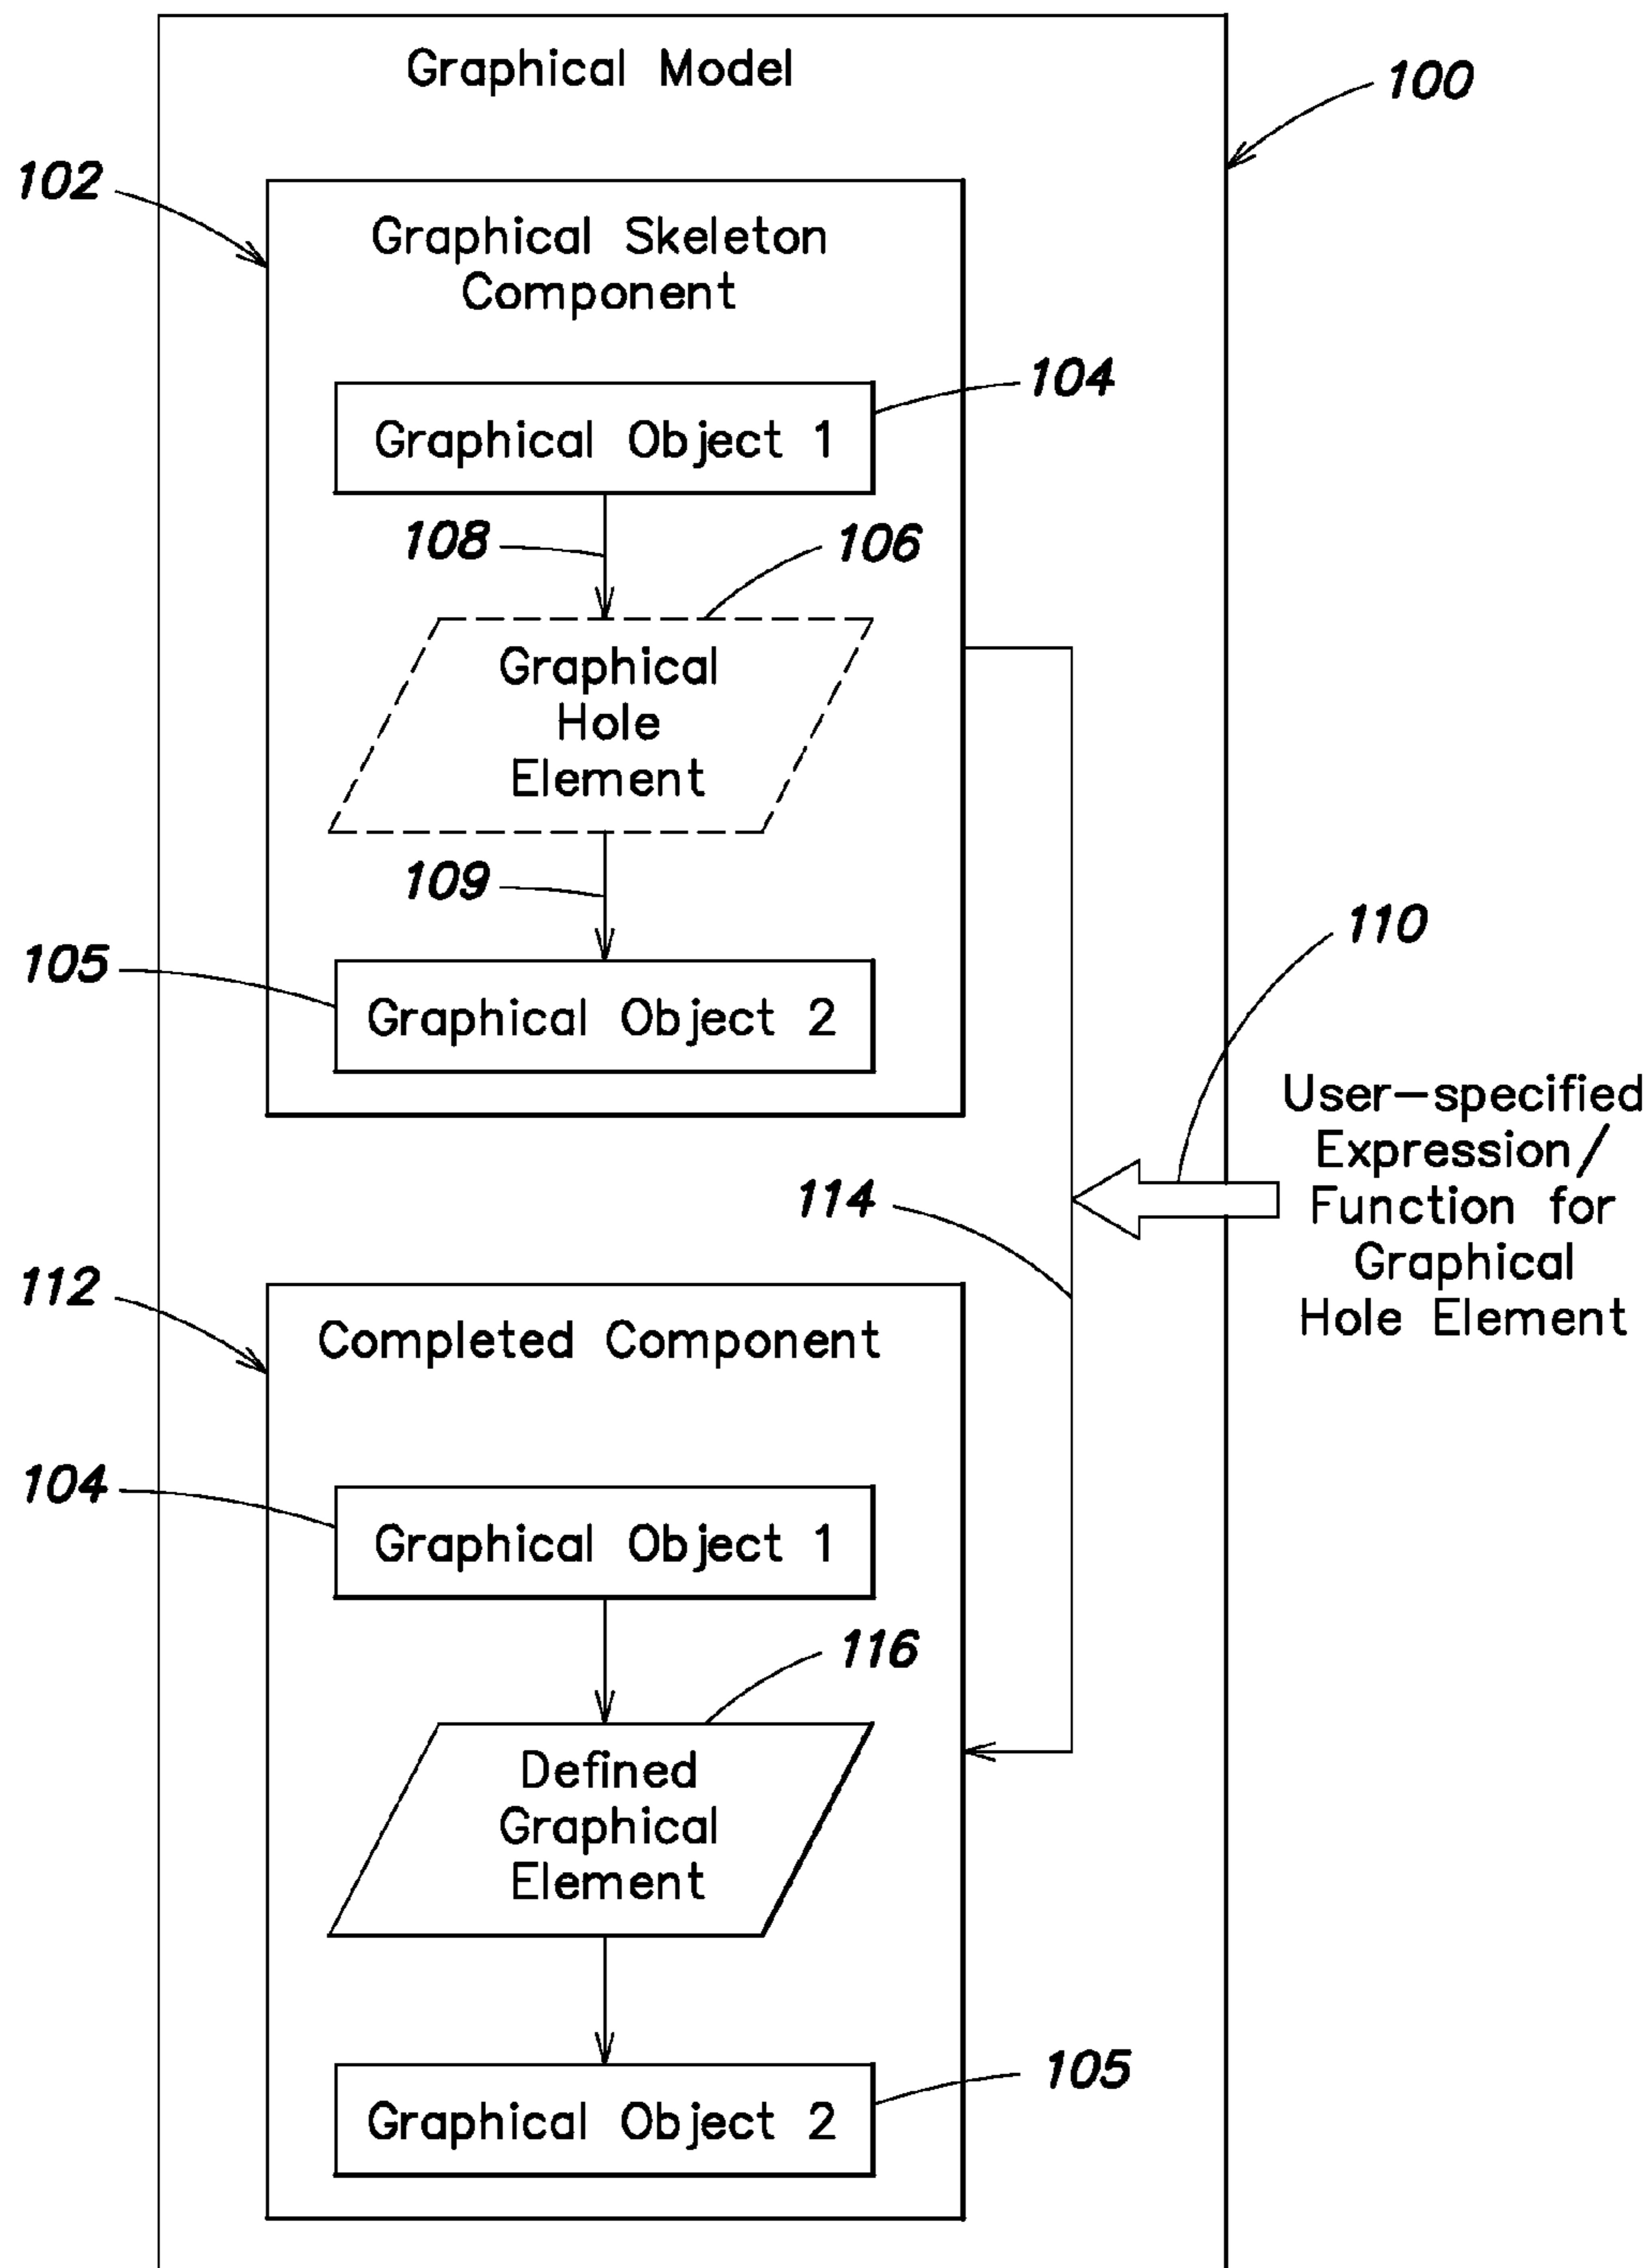 Graphical Model
100
102
Graphical Skeleton
Component
104
Graphical Object 1
108
106
Graphical
Hole
Element
109
105
Graphical Object 2
110
User-specified
Expression/
Function for
Graphical
Hole Element
114
112
Completed Component
104
Graphical Object 1
116
Defined
Graphical
Element
105
Graphical Object 2